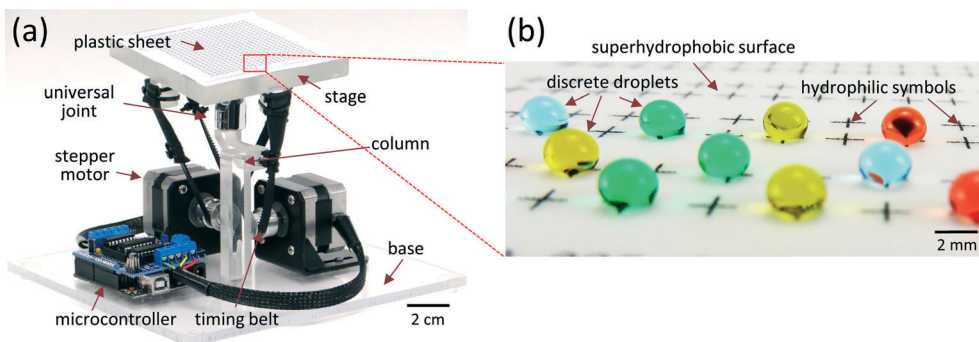 (a)
plastic sheet
universal
joint
stage
stepper
motor
column
base
microcontroller
timing belt
2 cm
(b)
superhydrophobic surface
discrete droplets
hydrophilic symbols
2 mm